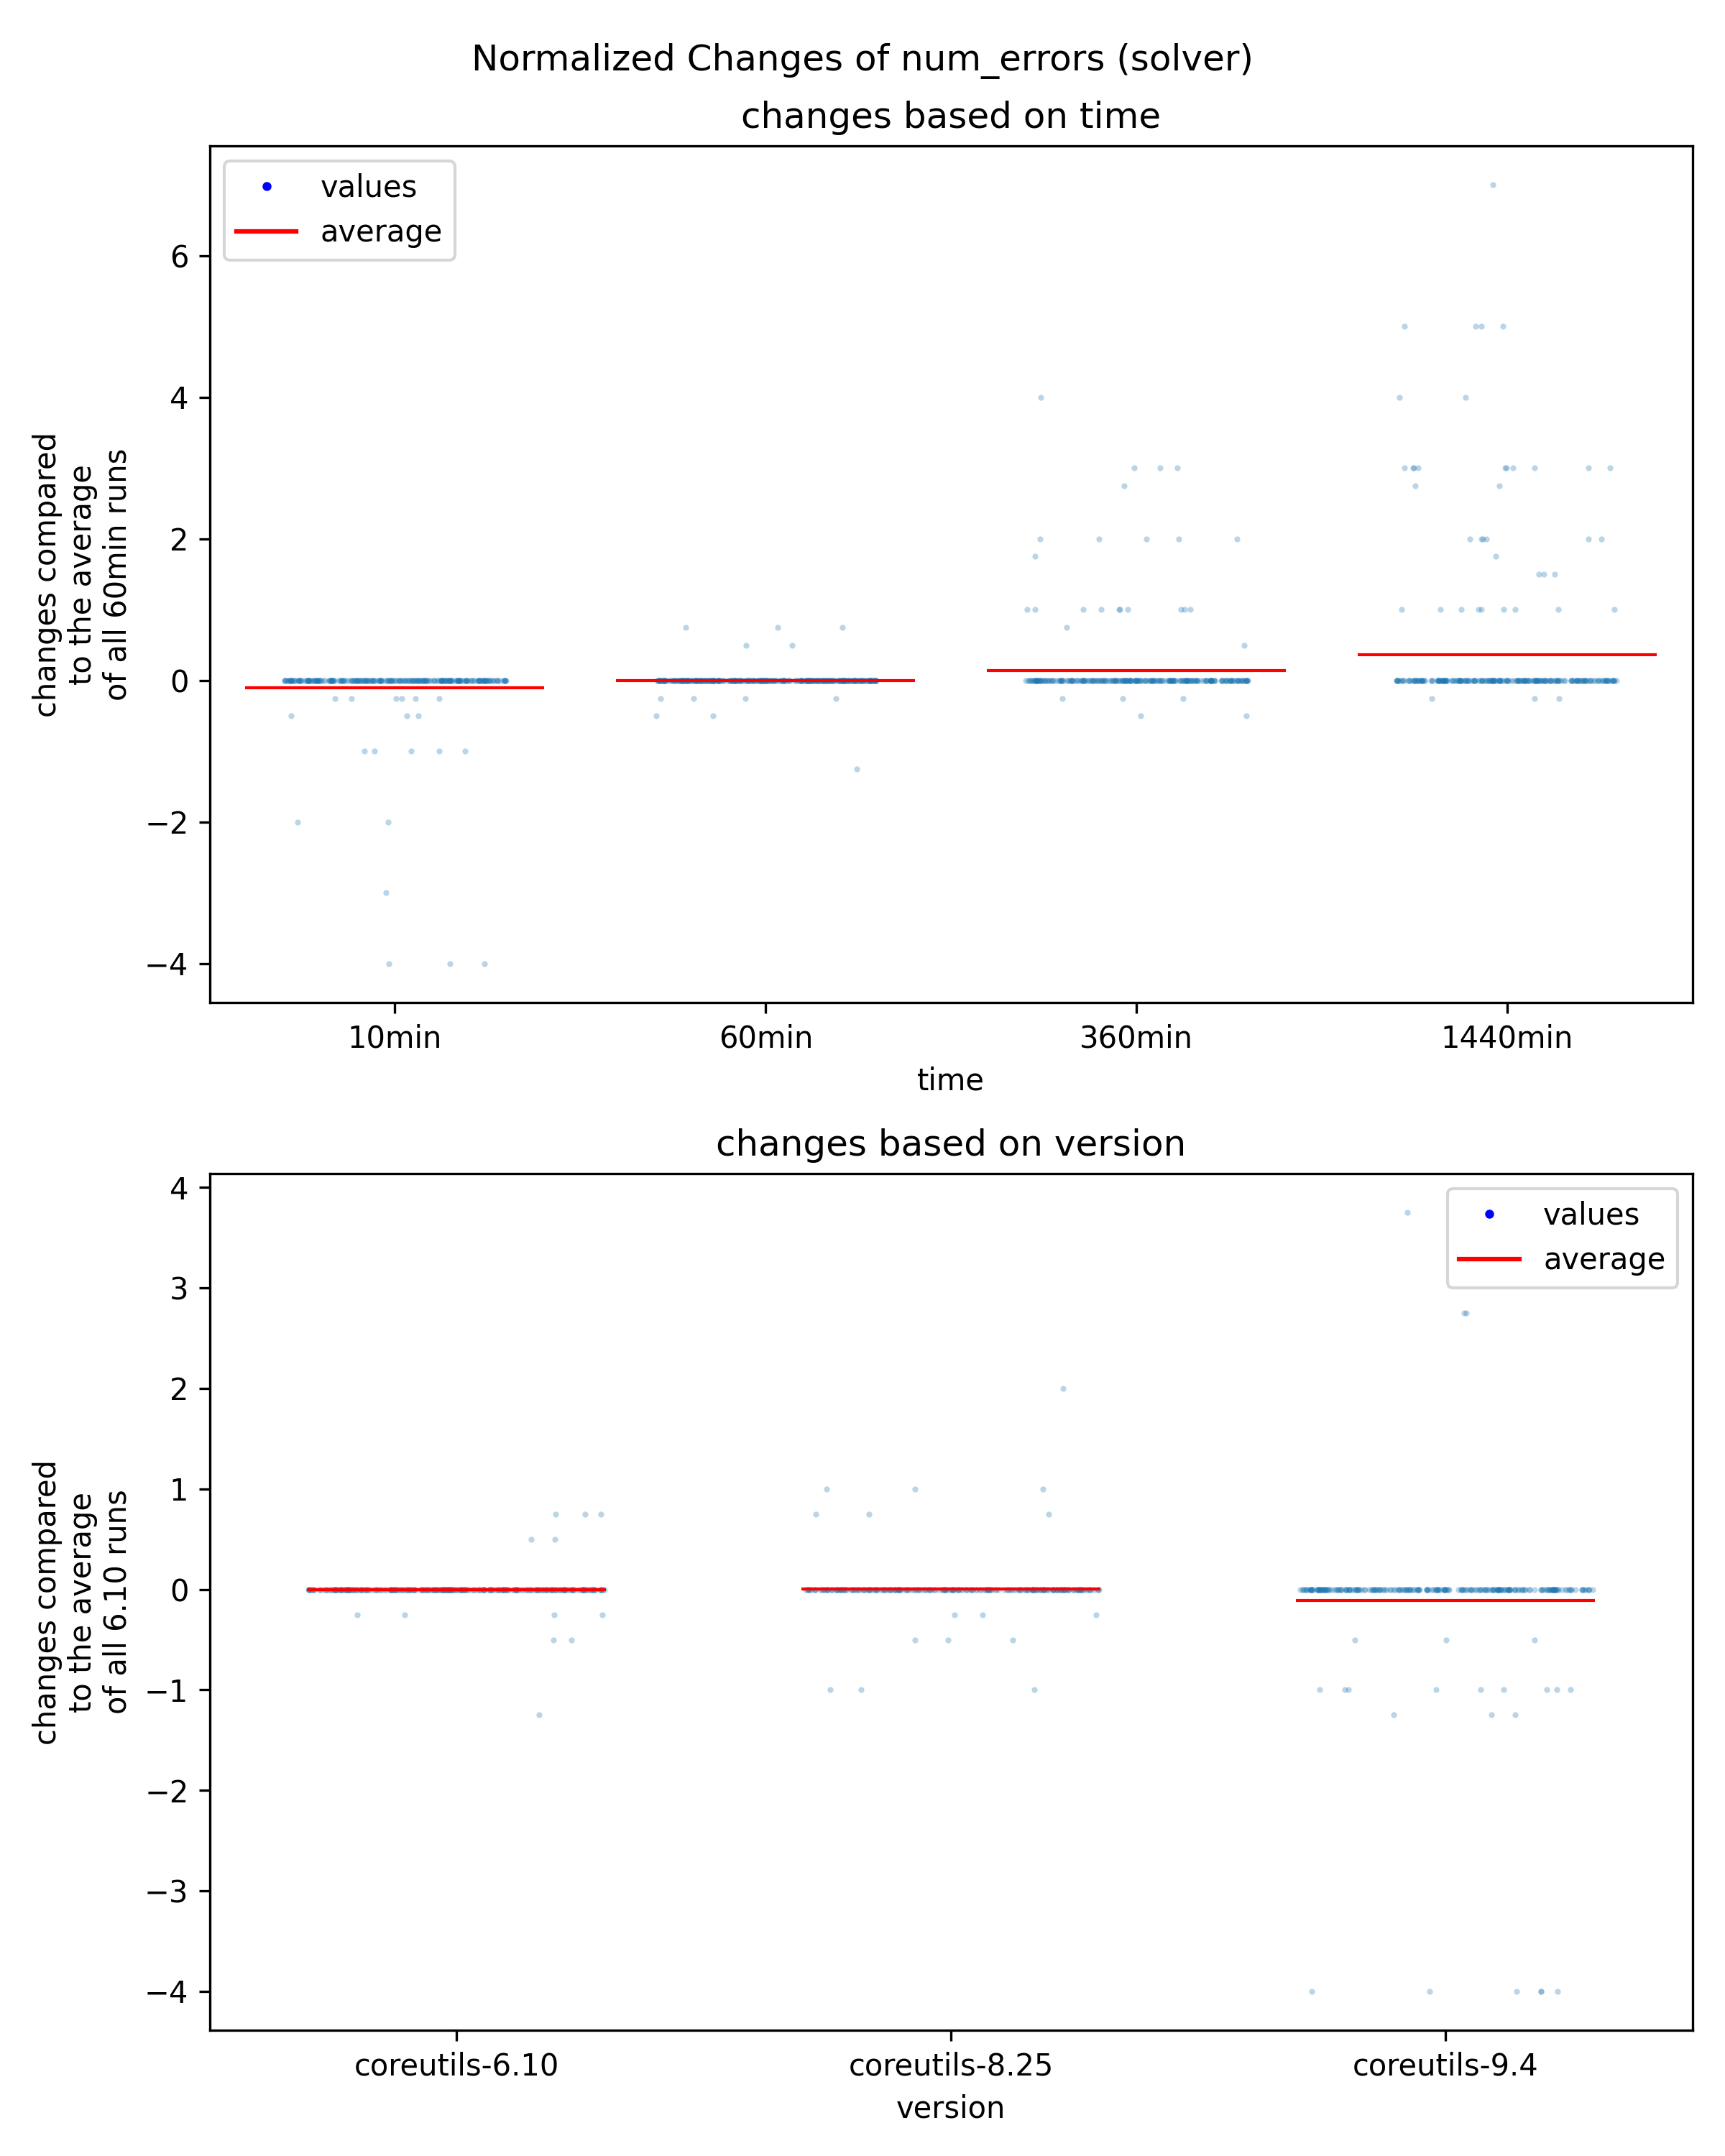 Normalized Changes of num_errors (solver)
changes based on time
values
average
6
4
2
0
−2
−4
changes compared
to the average
of all 60min runs
10min
60min
360min
1440min
time
changes based on version
values
average
4
3
2
1
0
−1
−2
−3
−4
changes compared
to the average
of all 6.10 runs
coreutils-6.10
coreutils-8.25
coreutils-9.4
version